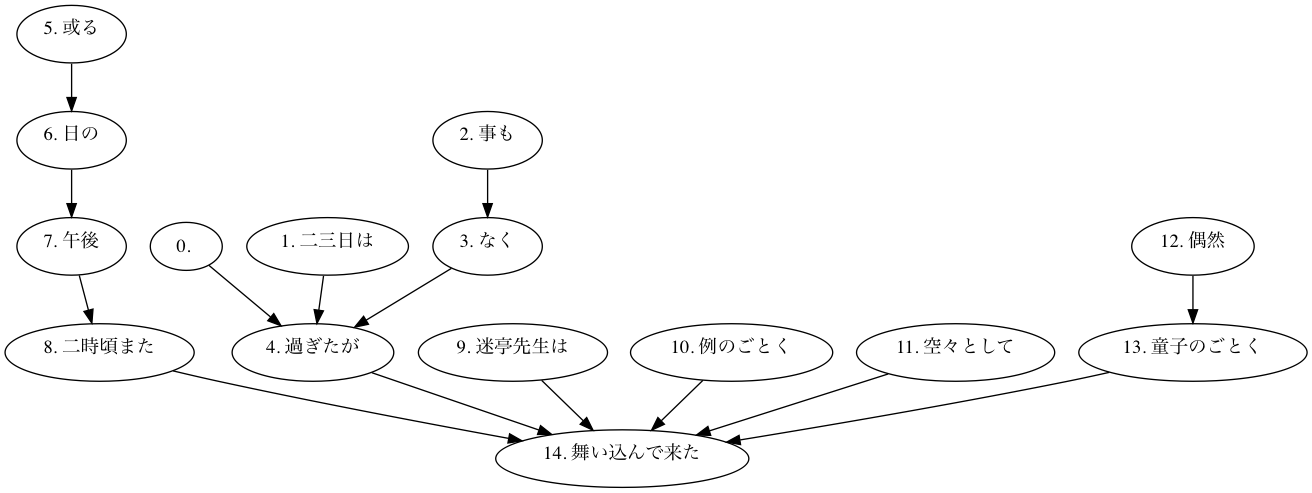 5. 或る
6. 日の
2. 事も
7. 午後
0.
1. 二三日は
3. なく
12. 偶然
8. 二時頃また
4. 過ぎたが
9. 迷亭先生は
10. 例のごとく
11. 空々として
13. 童子のごとく
14. 舞い込んで来た